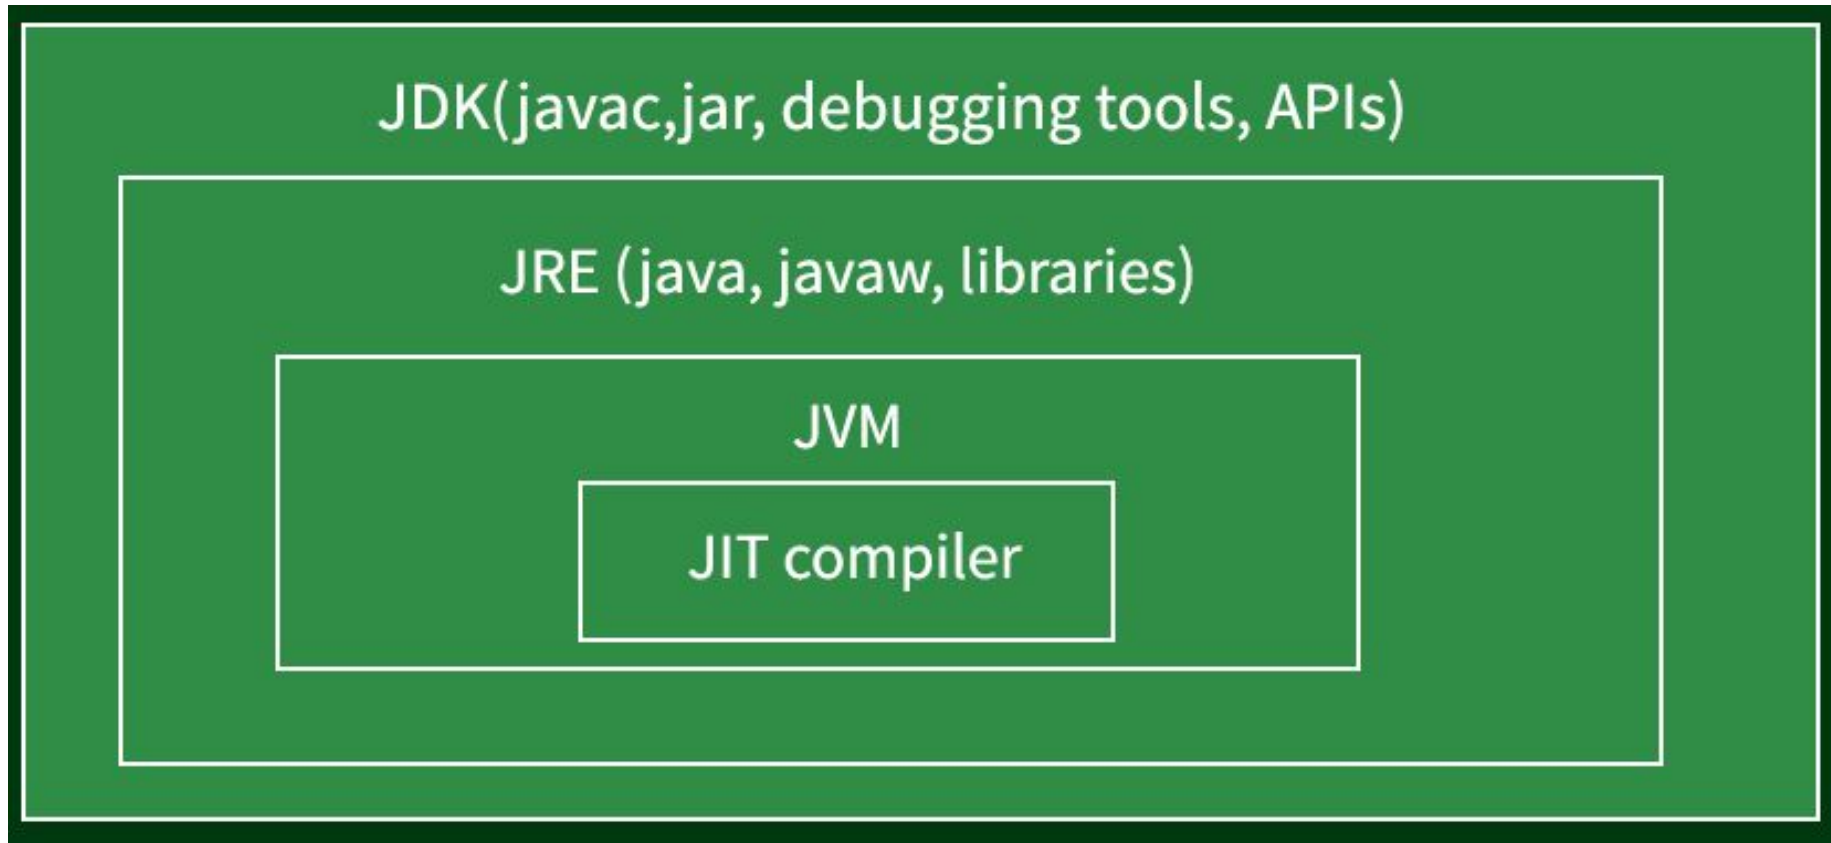 JDK(javac,jar, debugging tools, APIs)
JRE (java, javaw, libraries)
JVM
JIT compiler